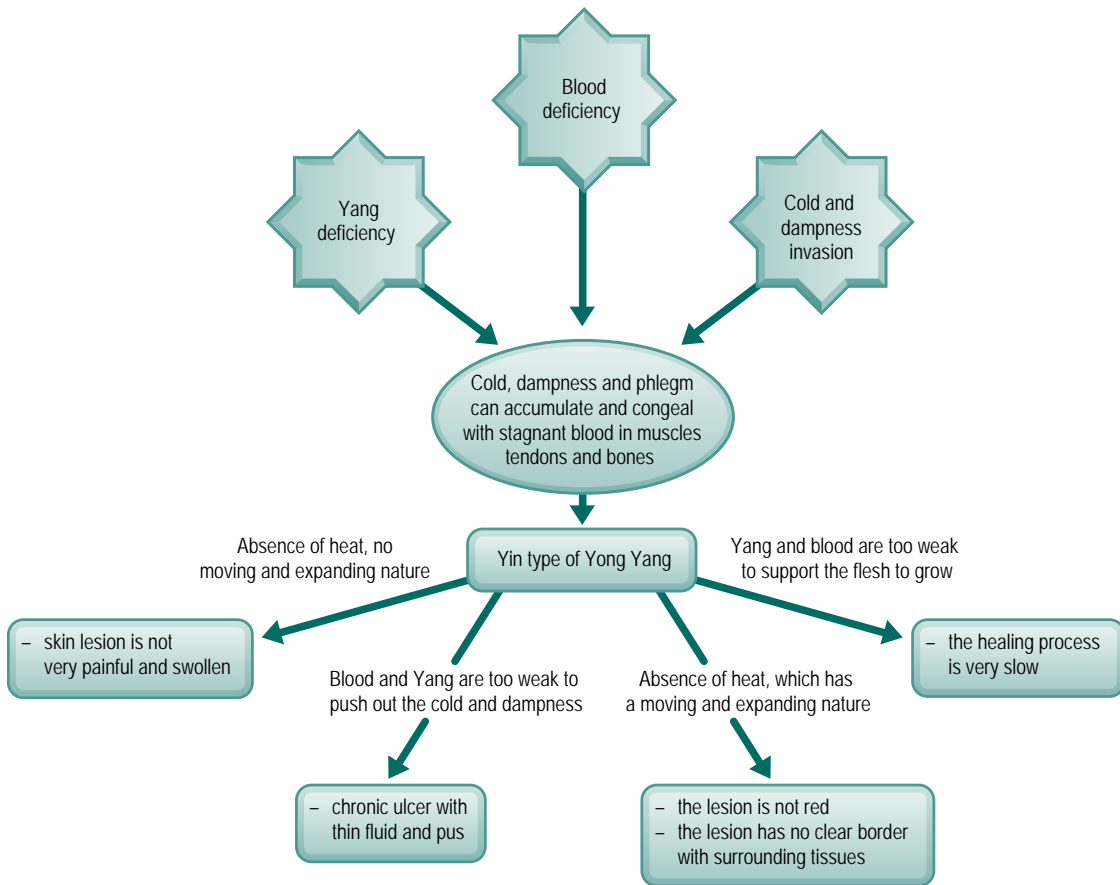 Blood
deficiency
Yang
deficiency
Cold and
dampness
invasion
Cold, dampness and phlegm
can accumulate and congeal
with stagnant blood in muscles
tendons and bones
Absence of heat, no
moving and expanding nature
Yin type of Yong Yang
Yang and blood are too weak
to support the flesh to grow
– skin lesion is not
very painful and swollen
– the healing process
is very slow
Blood and Yang are too weak to
push out the cold and dampness
Absence of heat, which has
a moving and expanding nature
– chronic ulcer with
thin fluid and pus
– the lesion is not red
– the lesion has no clear border
with surrounding tissues